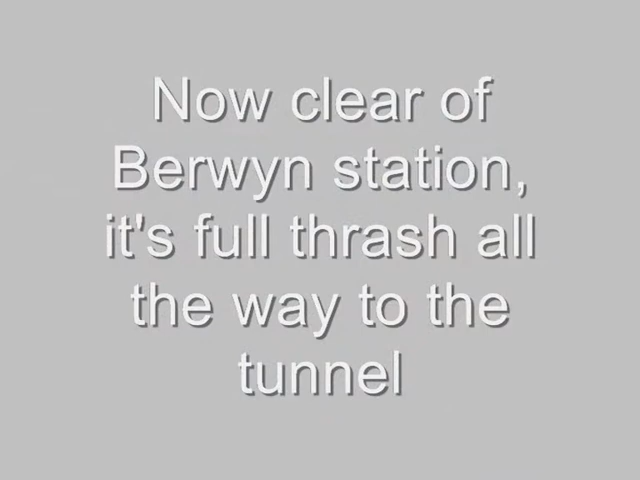 Now clear of
Berwyn station,
it's full thrash all
the way to the
tunnel